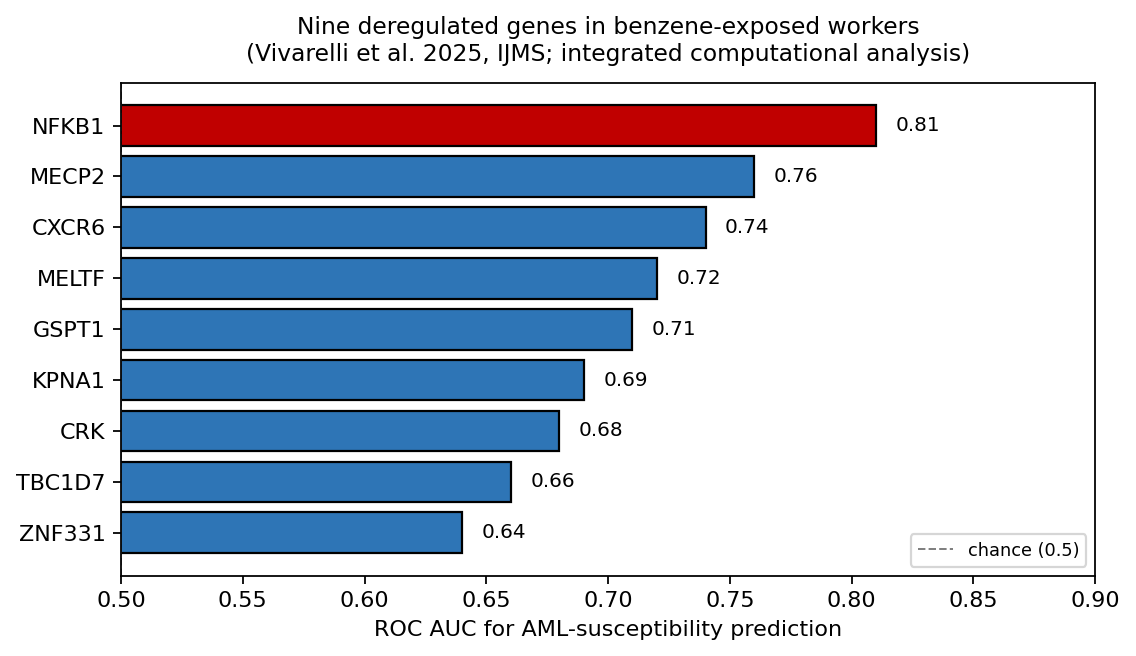 Nine deregulated genes in benzene-exposed workers
(Vivarelli et al. 2025, IJMS; integrated computational analysis)
NFKB1 0.81
MECP2 0.76
CXCR6 0.74
MELTF 0.72
GSPT1 0.71
KPNA1 0.69
CRK 0.68
TBC1D7 0.66
ZNF331 0.64
chance (0.5)
0.50 0.55 0.60 0.65 0.70 0.75 0.80 0.85 0.90
ROC AUC for AML-susceptibility prediction